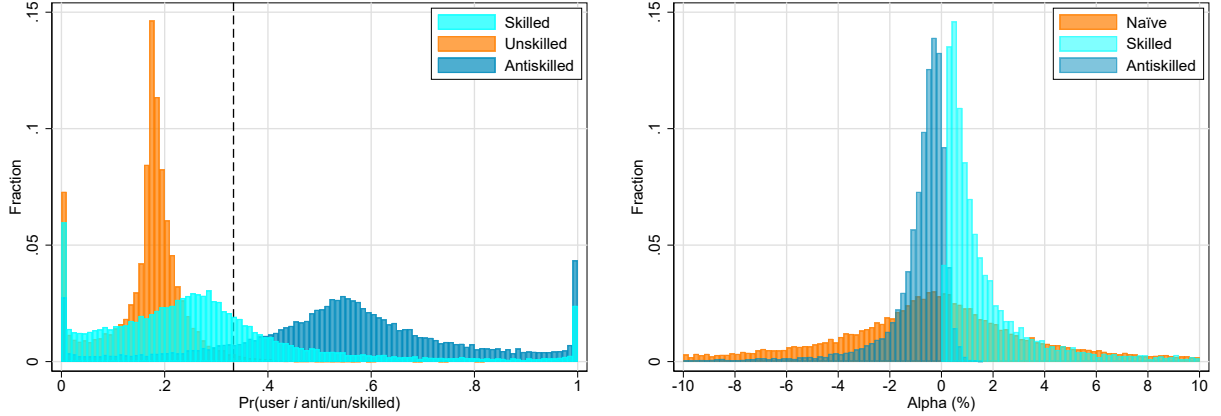 .15
.1
.05
0
Fraction
Skilled
Unskilled
Antiskilled
0
.2
.4
.6
.8
1
Pr(user i anti/un/skilled)
.15
.1
.05
0
Fraction
Naïve
Skilled
Antiskilled
-10
-8
-6
-4
-2
0
2
4
6
8
10
Alpha (%)